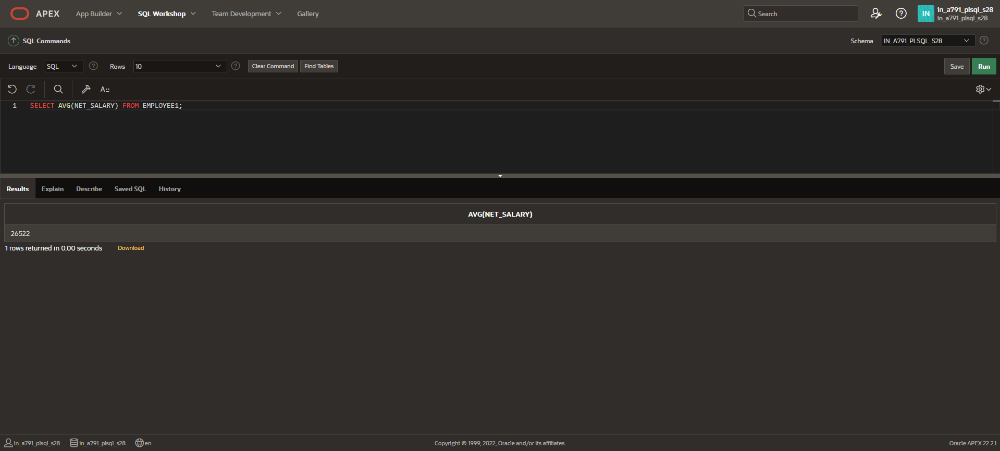 APEX App Builder SQL Workshop Team Development Gallery Search IN in_a791_plsql_s28
in_a791_plsql_s28
SQL Commands Schema IN_A791_PLSQL_S28
Language SQL Rows 10 Clear Command Find Tables Save Run
A::
1 SELECT AVG(NET_SALARY) FROM EMPLOYEE1;
Results Explain Describe Saved SQL History
AVG(NET_SALARY)
26522
1 rows returned in 0.00 seconds Download
in_a791_plsql_s28 in_a791_plsql_s28 en Copyright © 1999, 2022, Oracle and/or its affiliates. Oracle APEX 22.2.1